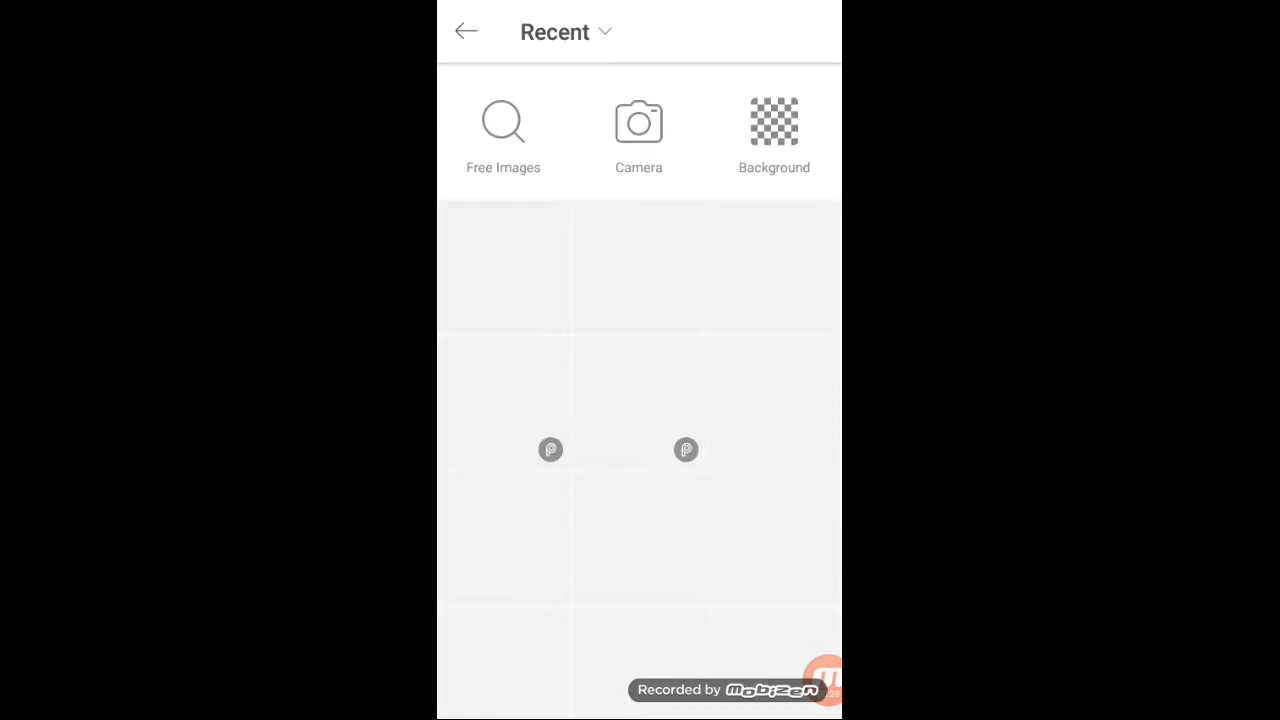 Recent
Free Images
Camera
Background
Recorded by Mobizen